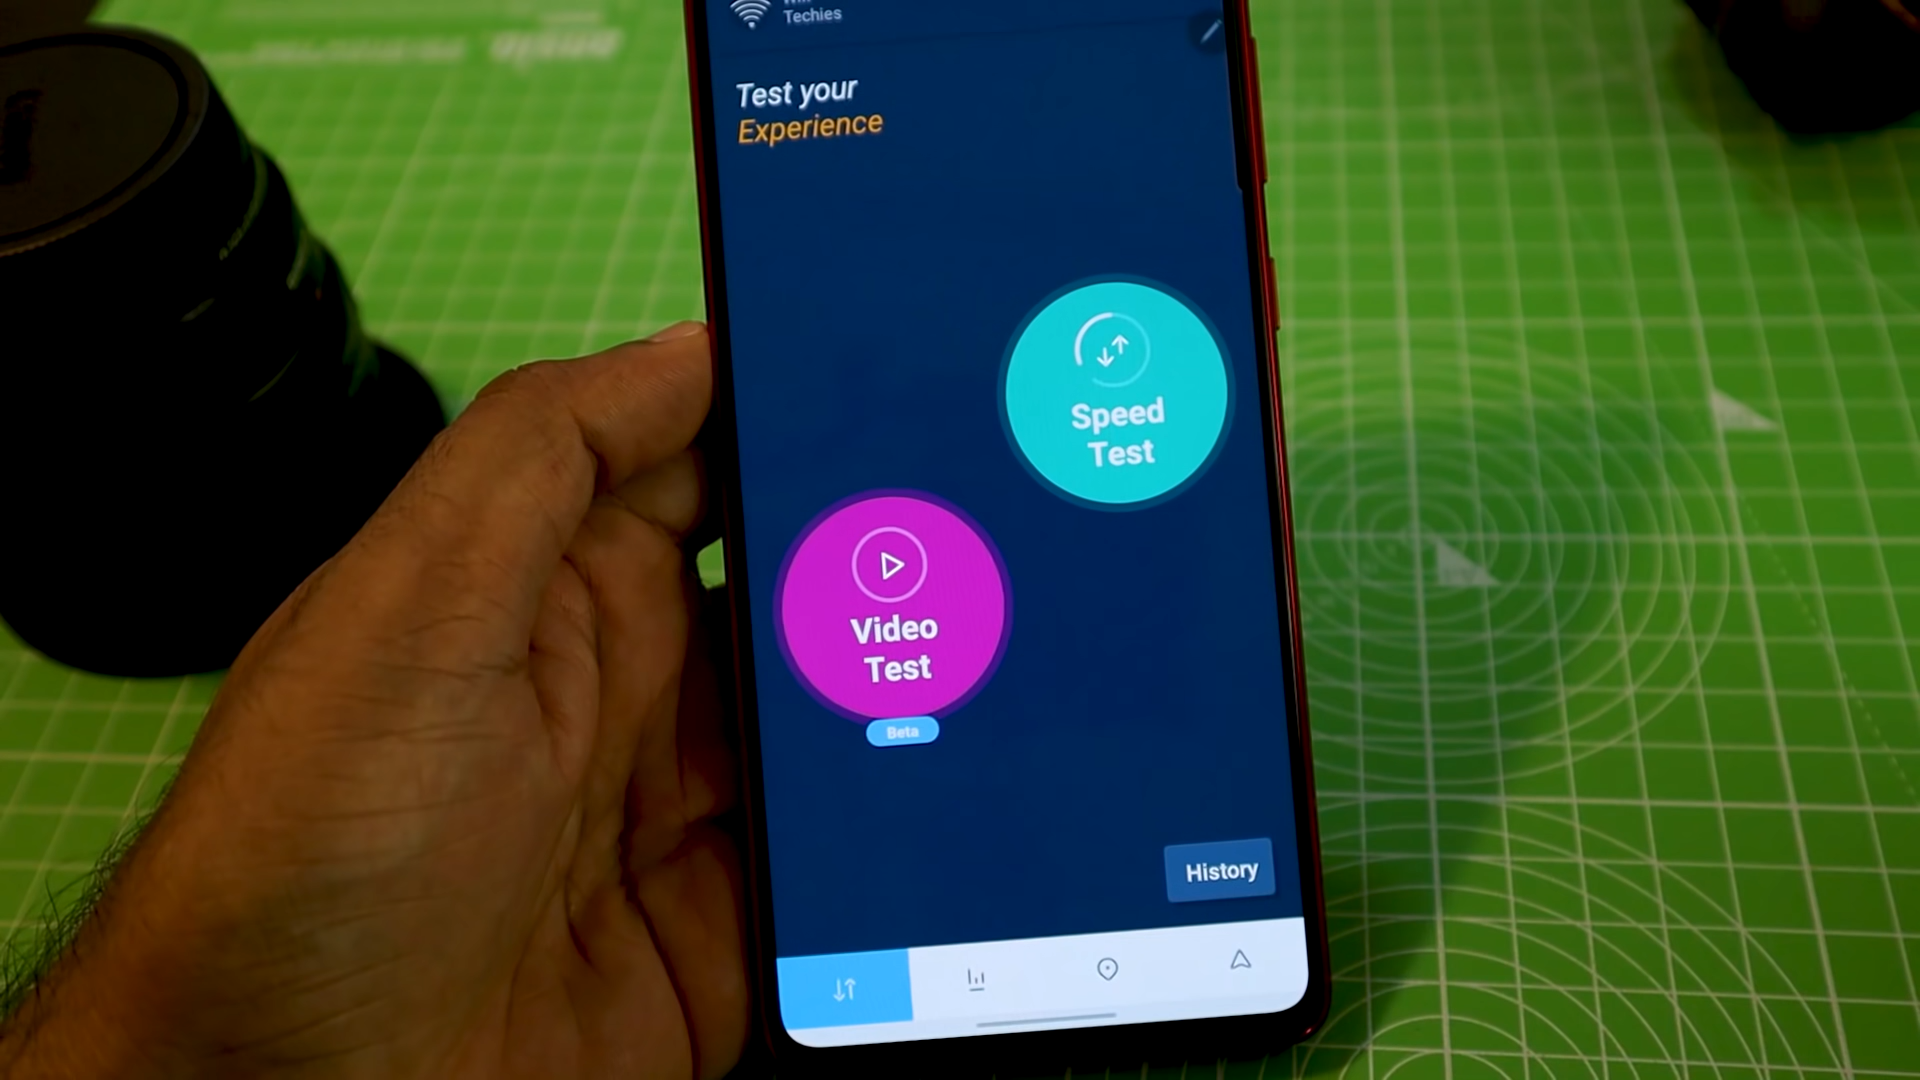 Techies
Test your
Experience
Speed
Test
Video
Test
Beta
History